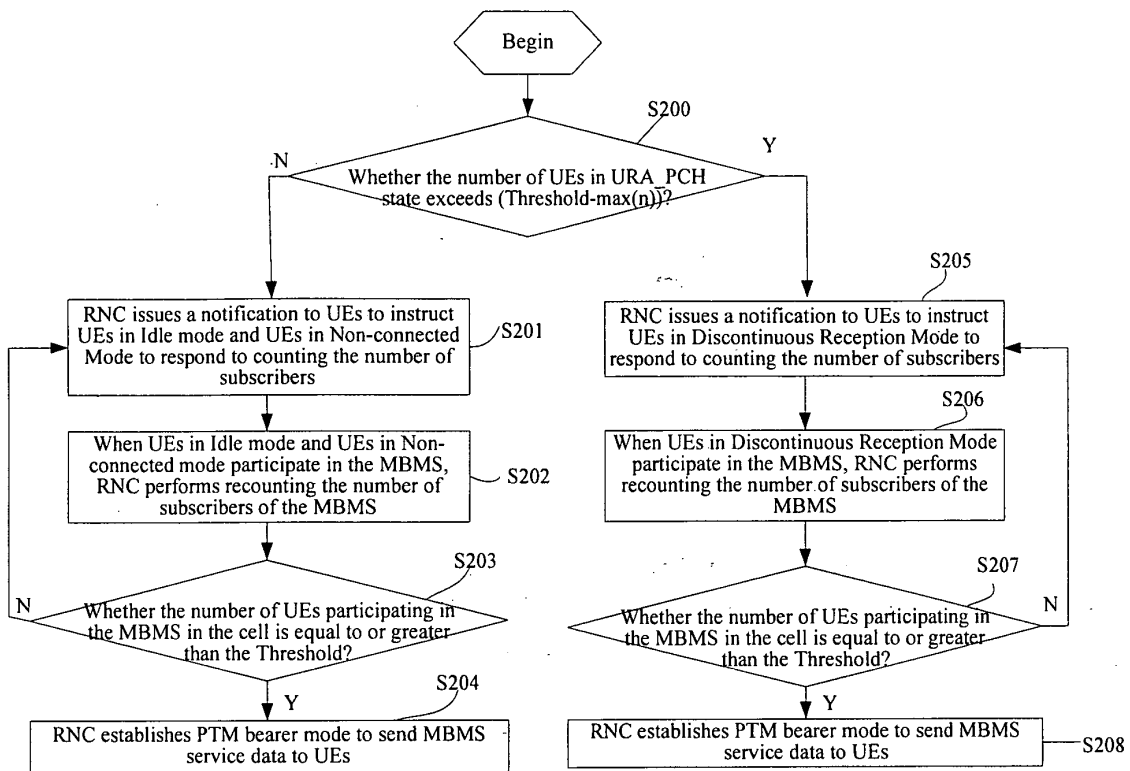 Begin
S200
N
Y
Whether the number of UEs in URA_PCH
state exceeds (Threshold-max(n))?
S205
RNC issues a notification to UEs to instruct
UEs in Idle mode and UEs in Non-connected
Mode to respond to counting the number of
subscribers
S201
RNC issues a notification to UEs to instruct
UEs in Discontinuous Reception Mode to
respond to counting the number of subscribers
S206
When UEs in Idle mode and UEs in Non-
connected mode participate in the MBMS,
RNC performs recounting the number of
subscribers of the MBMS
S202
When UEs in Discontinuous Reception Mode
participate in the MBMS, RNC performs
recounting the number of subscribers of the
MBMS
S203
S207
N
Whether the number of UEs participating in
the MBMS in the cell is equal to or greater
than the Threshold?
Whether the number of UEs participating in
the MBMS in the cell is equal to or greater
than the Threshold?
N
S204
Y
Y
RNC establishes PTM bearer mode to send MBMS
service data to UEs
RNC establishes PTM bearer mode to send MBMS
service data to UEs
S208